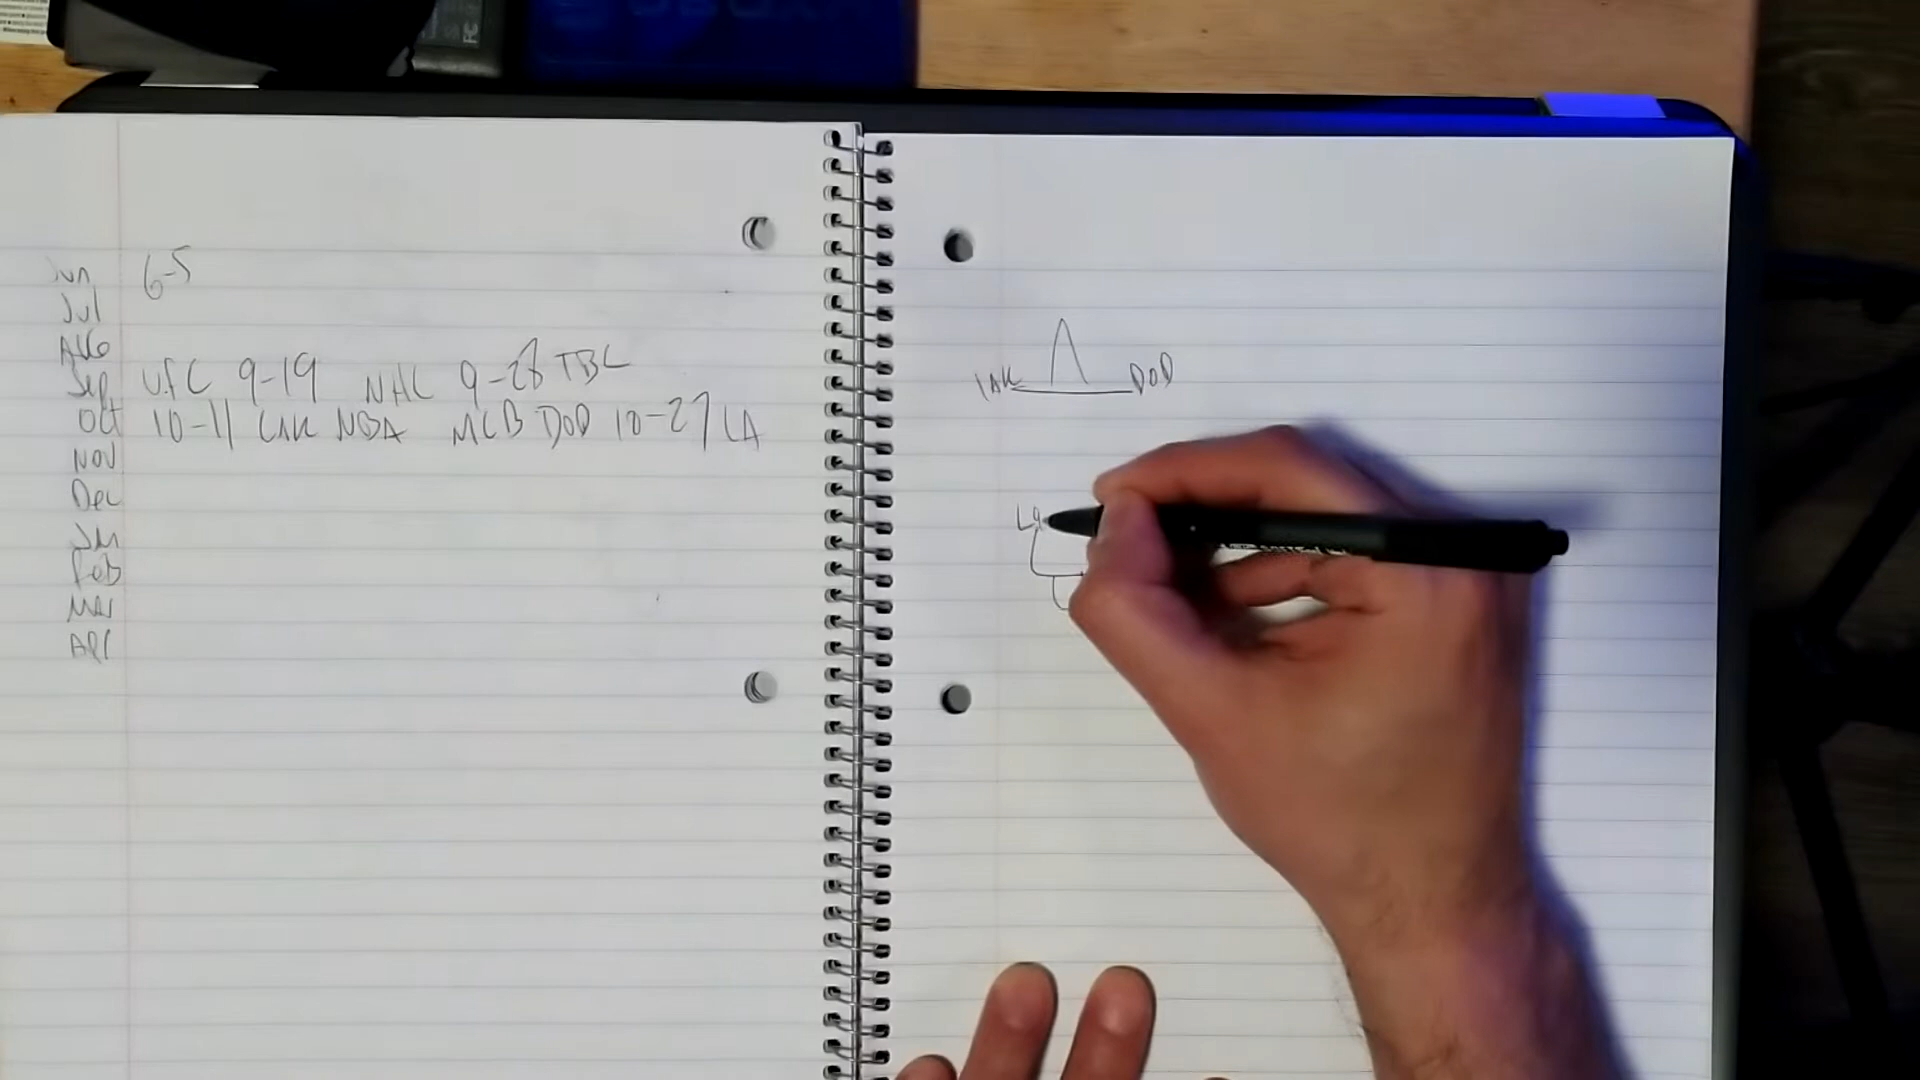 Jun 6-5
Jul
AUG
Sep UFC 9-19 NHL 9-28 TBL
Oct 10-11 LAK NBA MLB DOD 10-27 LA
NOV
Dec
Jan
Feb
MAr
APr
LAK DOD
LA